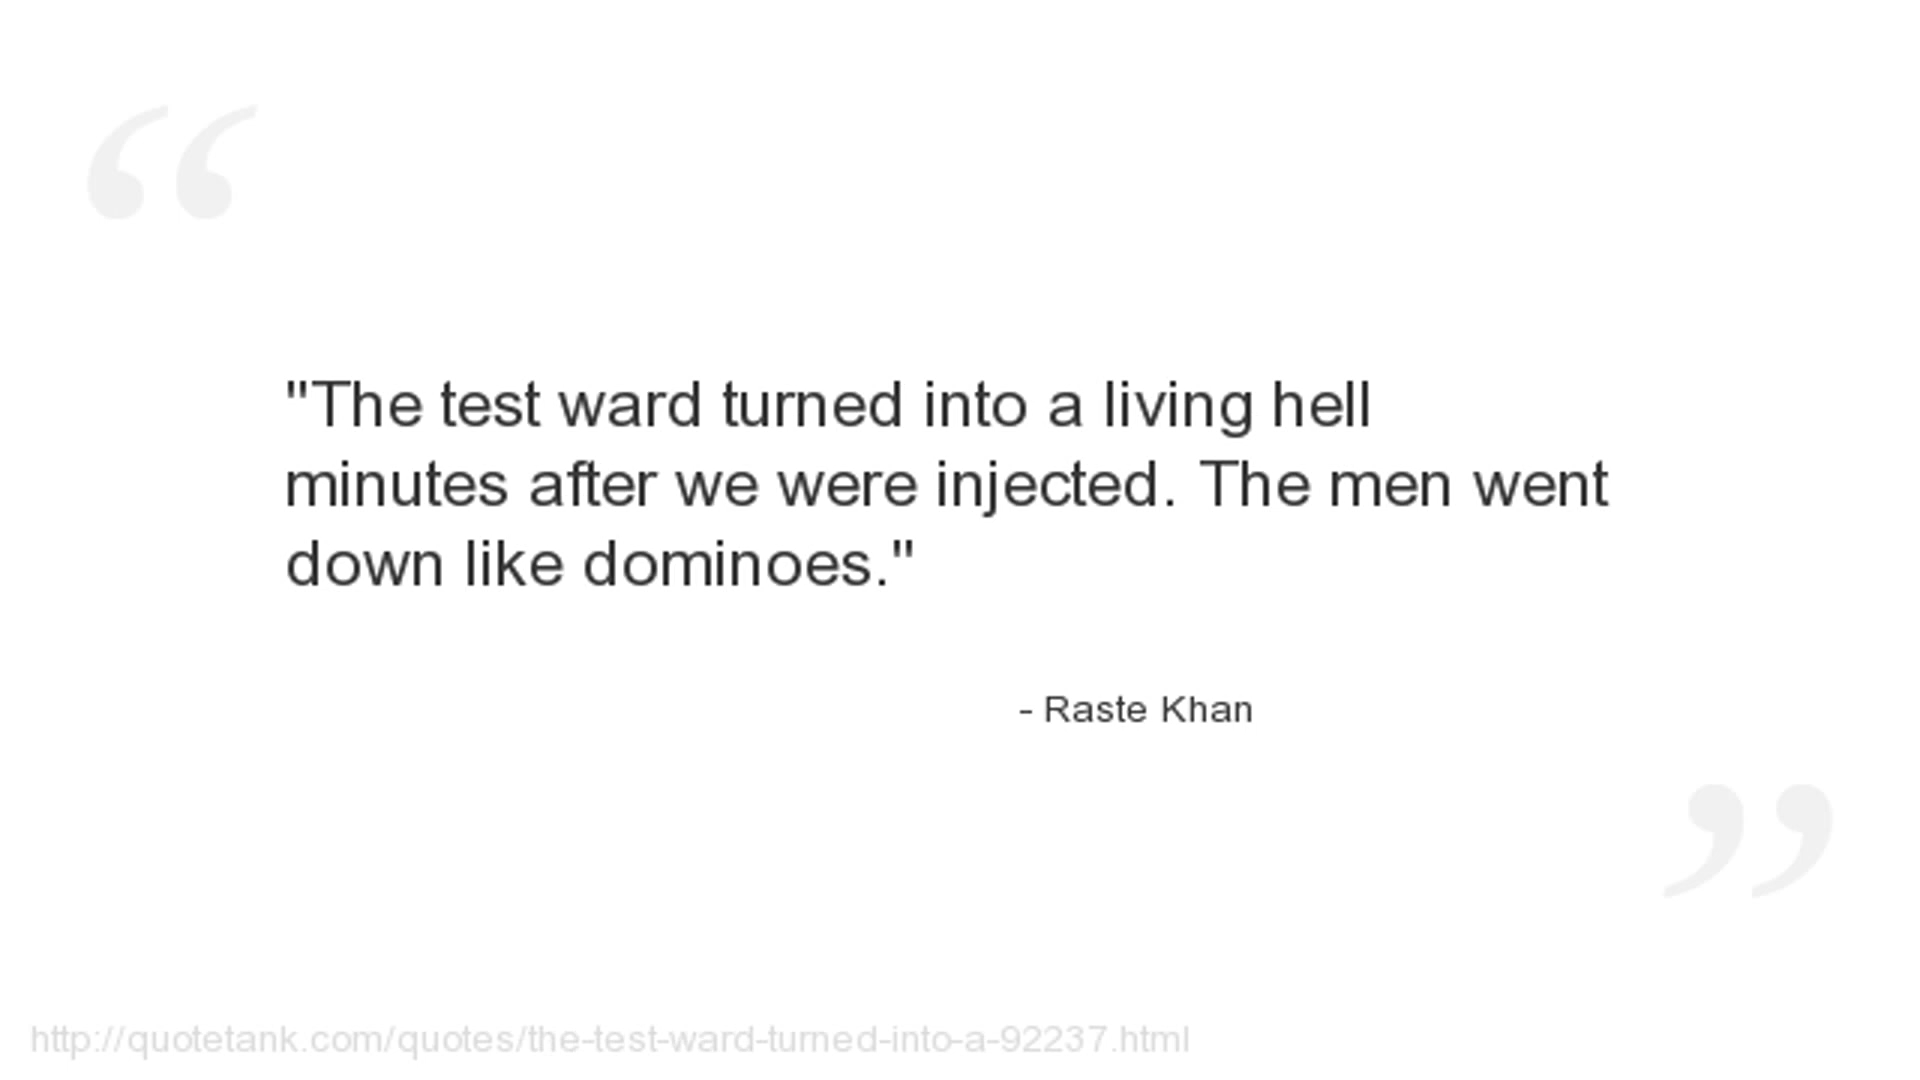 "The test ward turned into a living hell
minutes after we were injected. The men went
down like dominoes."
- Raste Khan
http://quotetank.com/quotes/the-test-ward-turned-into-a-92237.html